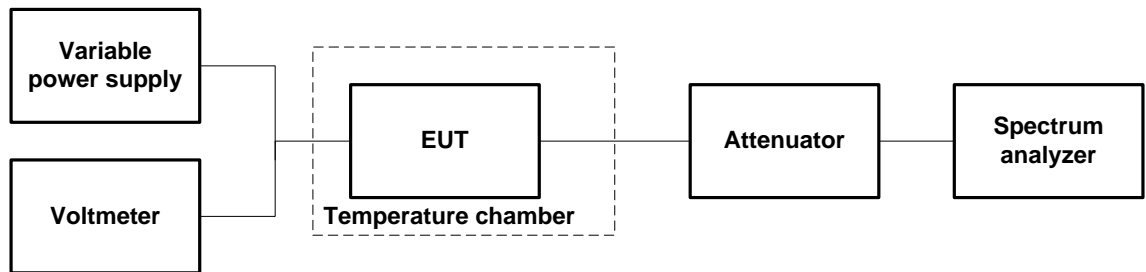 Variable
power supply
Voltmeter
EUT
Temperature chamber
Attenuator
Spectrum
analyzer